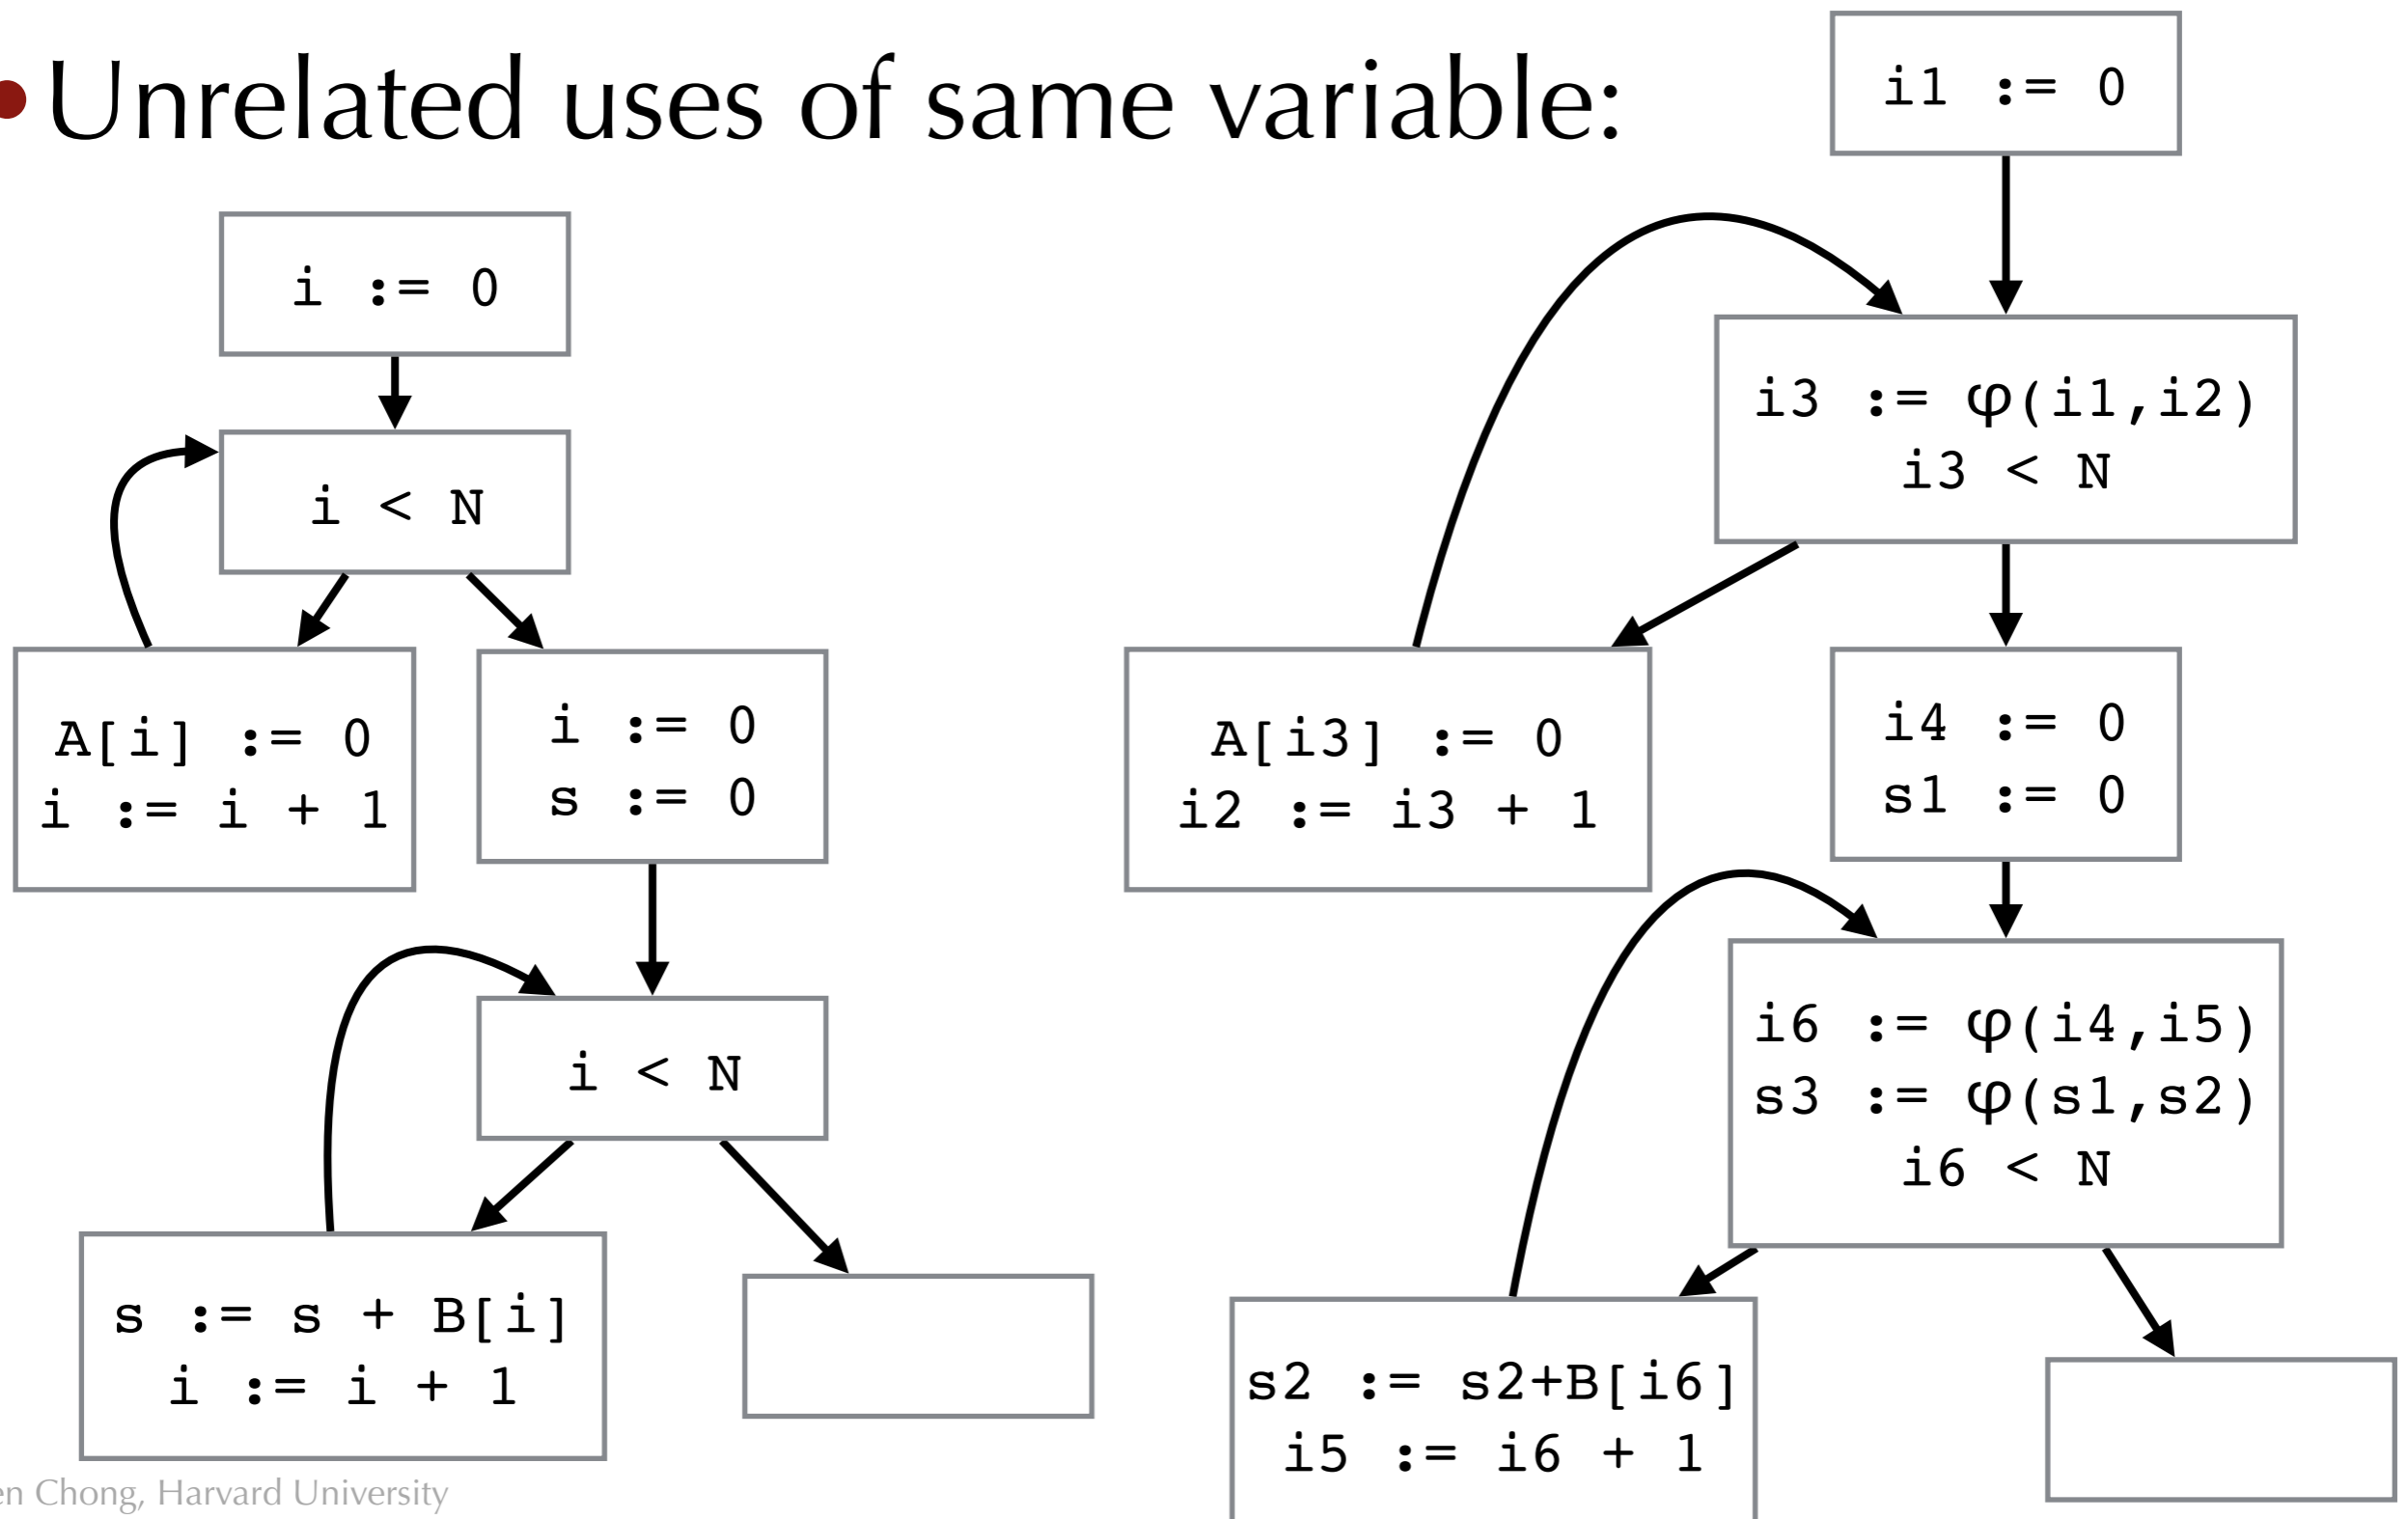 • Unrelated uses of same variable:
i := 0
i < N
A[i] := 0
i := i + 1
i := 0
s := 0
i < N
s := s + B[i]
i := i + 1
i1 := 0
i3 := φ(i1,i2)
i3 < N
A[i3] := 0
i2 := i3 + 1
i4 := 0
s1 := 0
i6 := φ(i4,i5)
s3 := φ(s1,s2)
i6 < N
s2 := s2+B[i6]
i5 := i6 + 1
en Chong, Harvard University